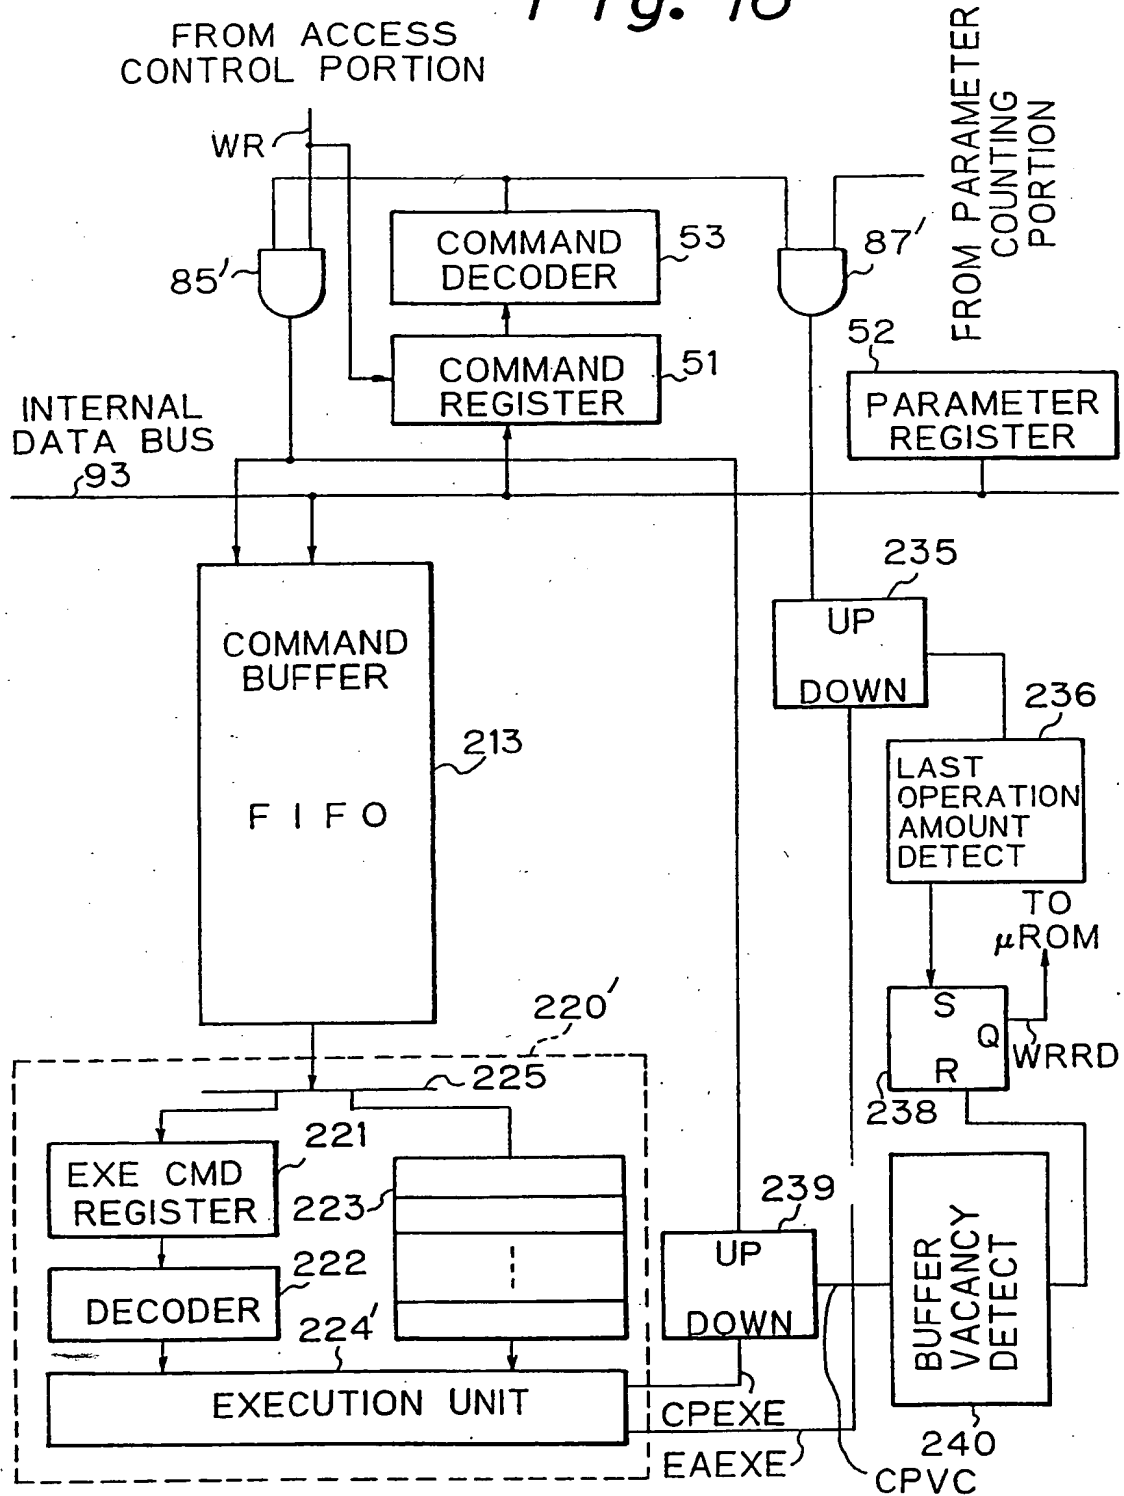 Fig. 18
FROM ACCESS
CONTROL PORTION
WR
FROM PARAMETER
COUNTING
PORTION
85'
COMMAND
DECODER
53
87'
COMMAND
REGISTER
51
52
PARAMETER
REGISTER
INTERNAL
DATA BUS
93
COMMAND
BUFFER
FIFO
213
235
UP
DOWN
236
LAST
OPERATION
AMOUNT
DETECT
TO
μROM
S
Q
R
WRRD
238
220'
225
221
EXE CMD
REGISTER
223
222
DECODER
224'
EXECUTION UNIT
239
UP
DOWN
BUFFER
VACANCY
DETECT
240
CPEXE
EAEXE
CPVC